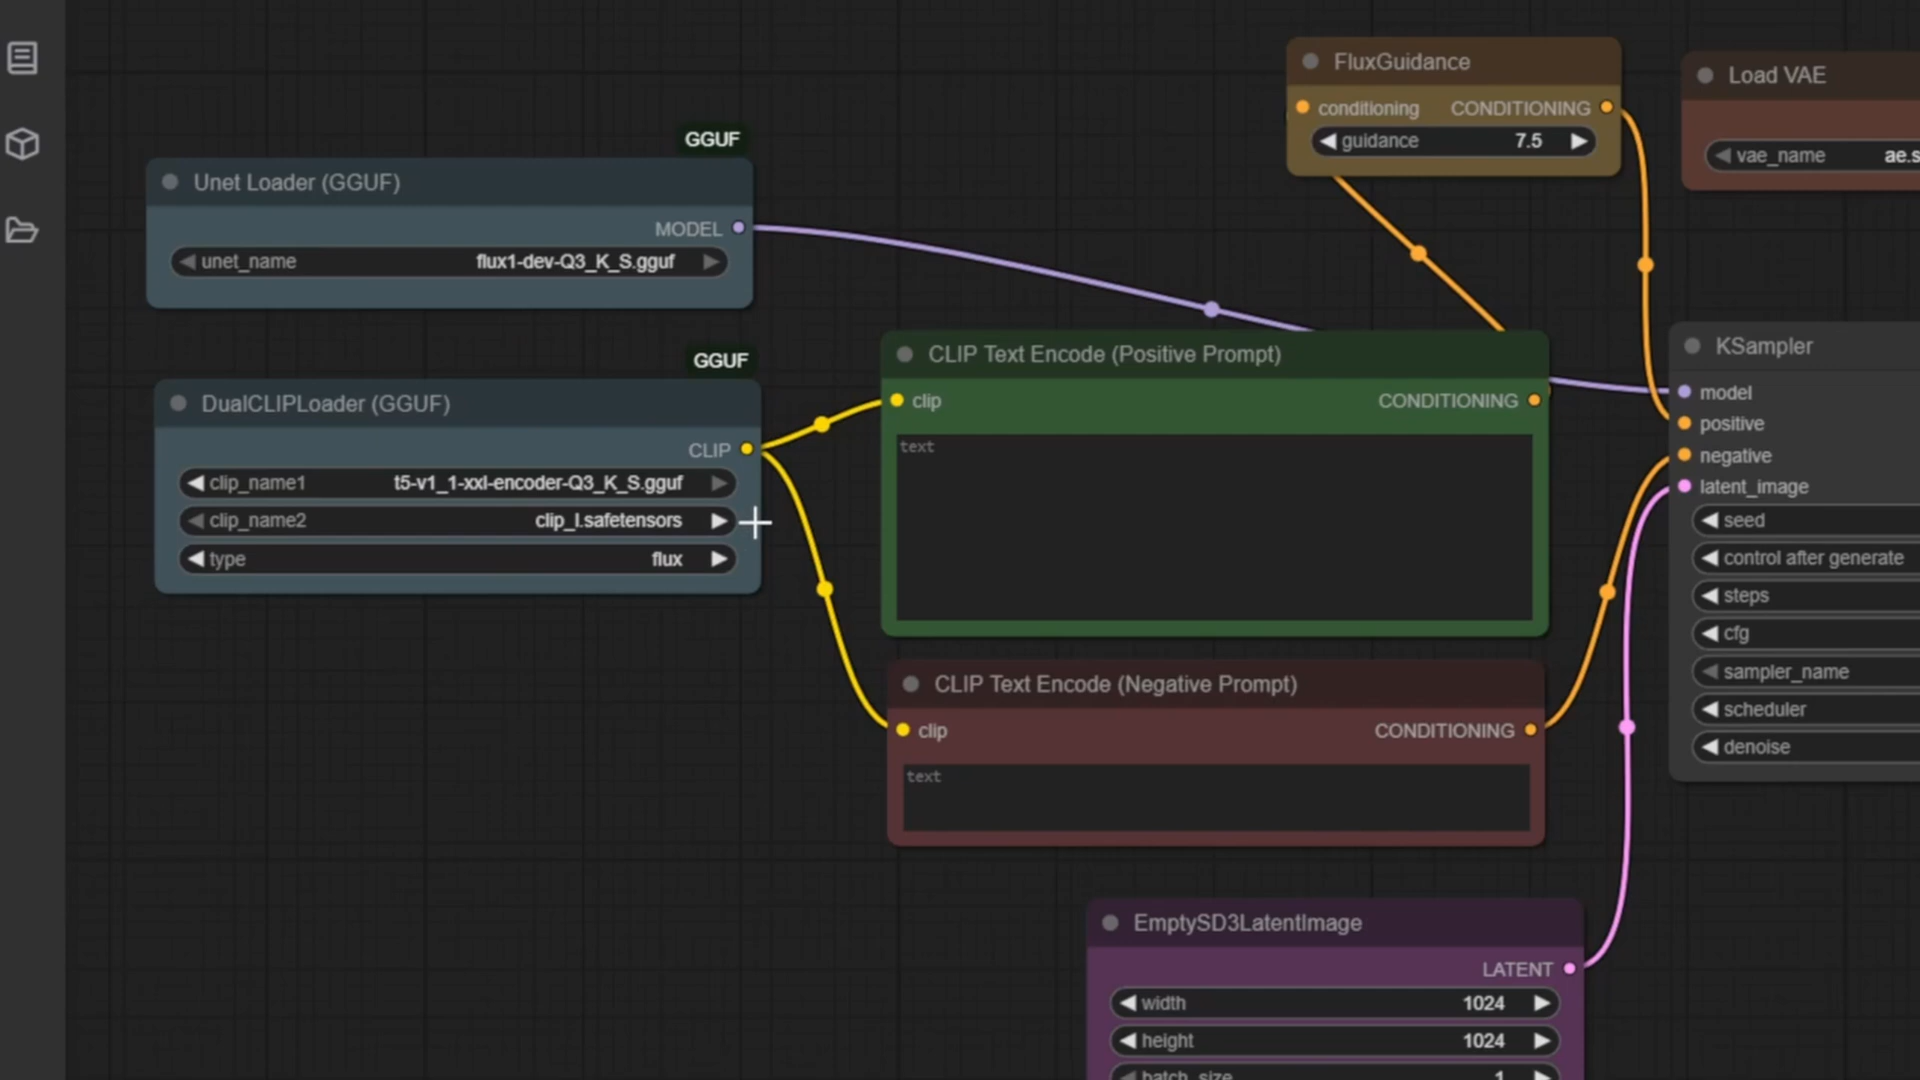 FluxGuidance
conditioning CONDITIONING
guidance 7.5
Load VAE
vae_name ae.s
GGUF
Unet Loader (GGUF)
MODEL
unet_name flux1-dev-Q3_K_S.gguf
GGUF
DualCLIPLoader (GGUF)
CLIP
clip_name1 t5-v1_1-xxl-encoder-Q3_K_S.gguf
clip_name2 clip_l.safetensors
type flux
CLIP Text Encode (Positive Prompt)
clip CONDITIONING
text
CLIP Text Encode (Negative Prompt)
clip CONDITIONING
text
KSampler
model
positive
negative
latent_image
seed
control after generate
steps
cfg
sampler_name
scheduler
denoise
EmptySD3LatentImage
LATENT
width 1024
height 1024
batch_size 1